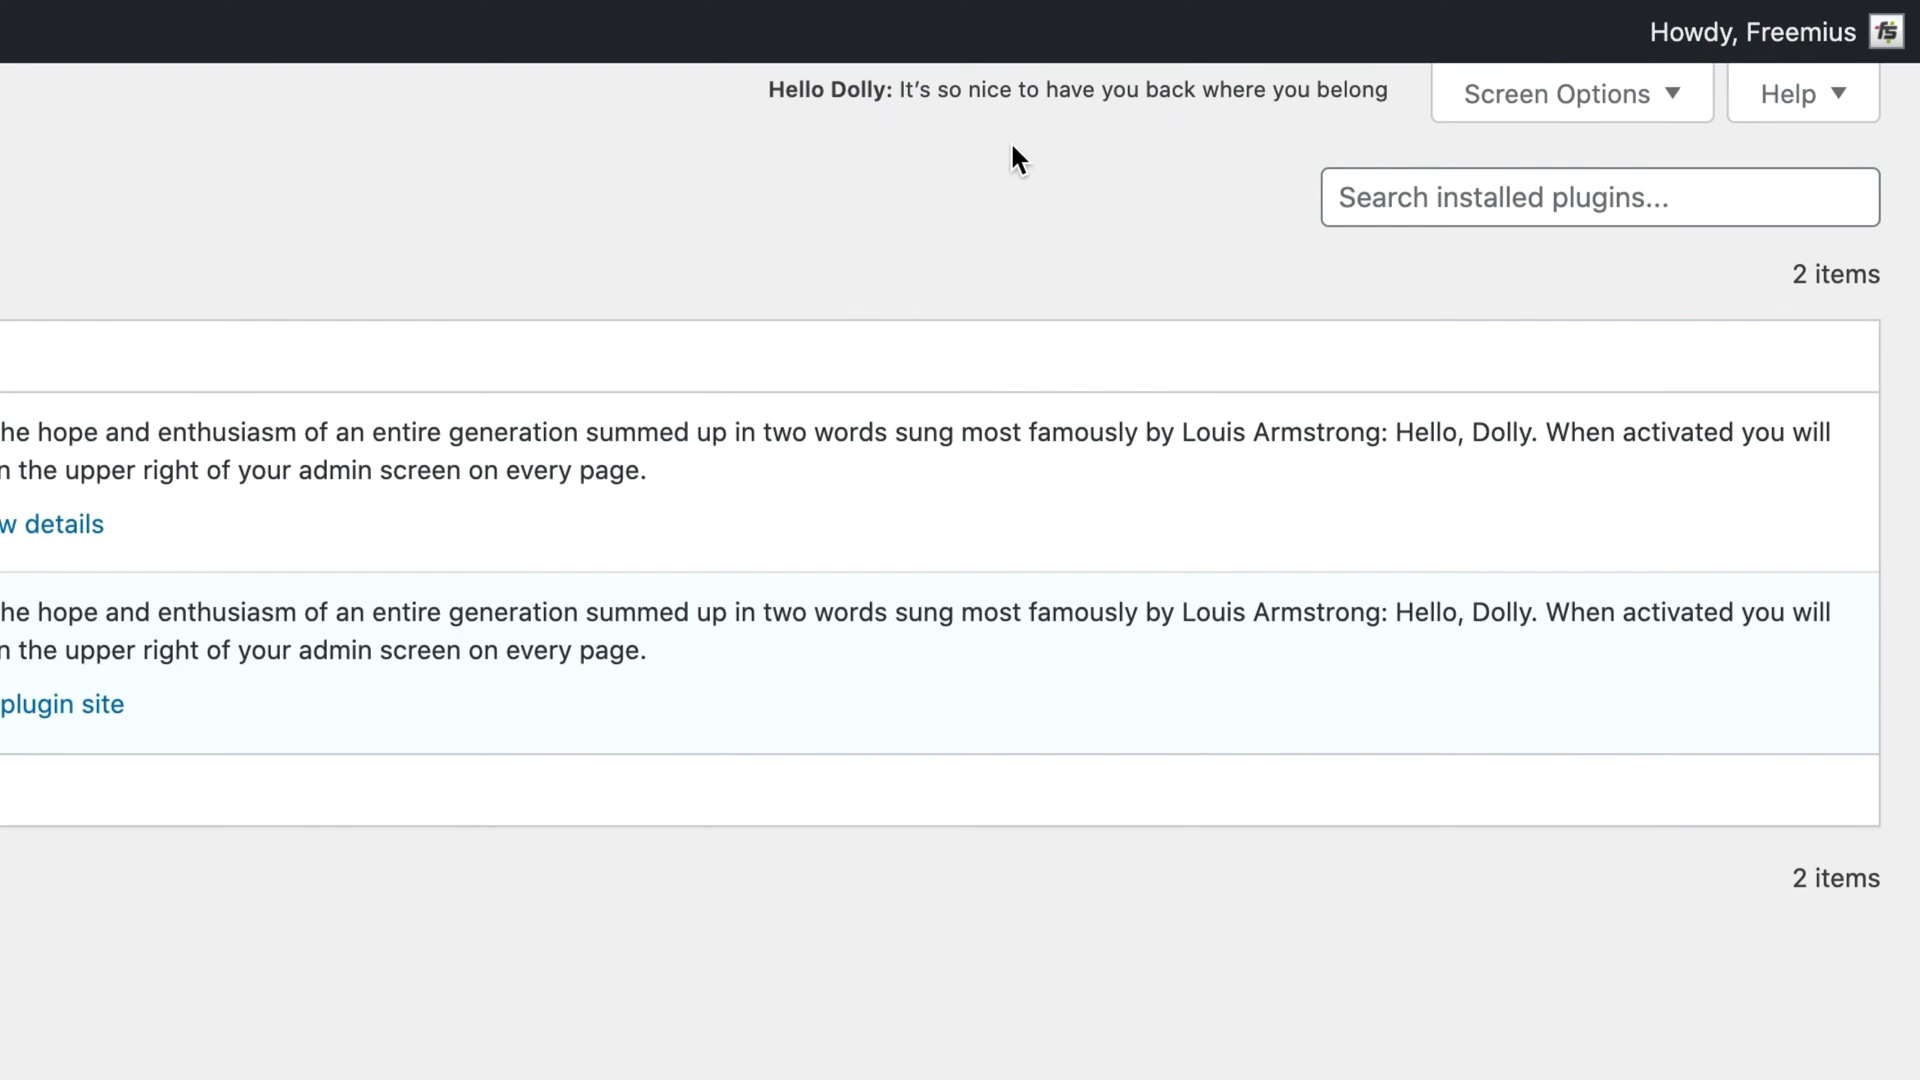 Howdy, Freemius
Hello Dolly: It’s so nice to have you back where you belong
Screen Options
Help
Search installed plugins...
2 items
he hope and enthusiasm of an entire generation summed up in two words sung most famously by Louis Armstrong: Hello, Dolly. When activated you will
n the upper right of your admin screen on every page.
w details
he hope and enthusiasm of an entire generation summed up in two words sung most famously by Louis Armstrong: Hello, Dolly. When activated you will
n the upper right of your admin screen on every page.
plugin site
2 items